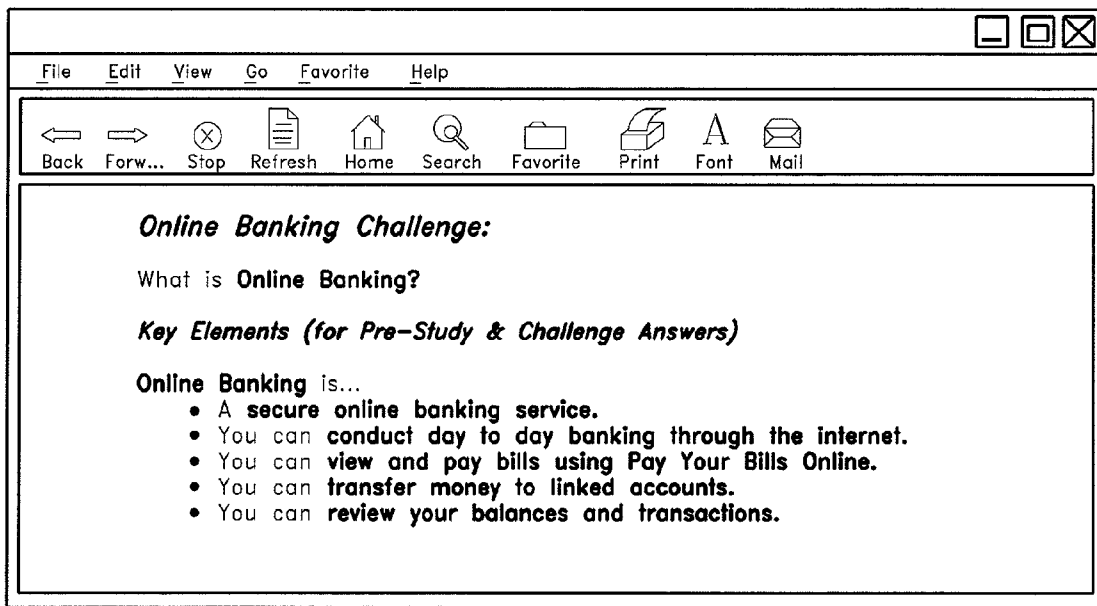 File Edit View Go Favorite Help
Back Forw... Stop Refresh Home Search Favorite Print Font Mail
Online Banking Challenge:
What is Online Banking?
Key Elements (for Pre-Study & Challenge Answers)
Online Banking is...
• A secure online banking service.
• You can conduct day to day banking through the internet.
• You can view and pay bills using Pay Your Bills Online.
• You can transfer money to linked accounts.
• You can review your balances and transactions.